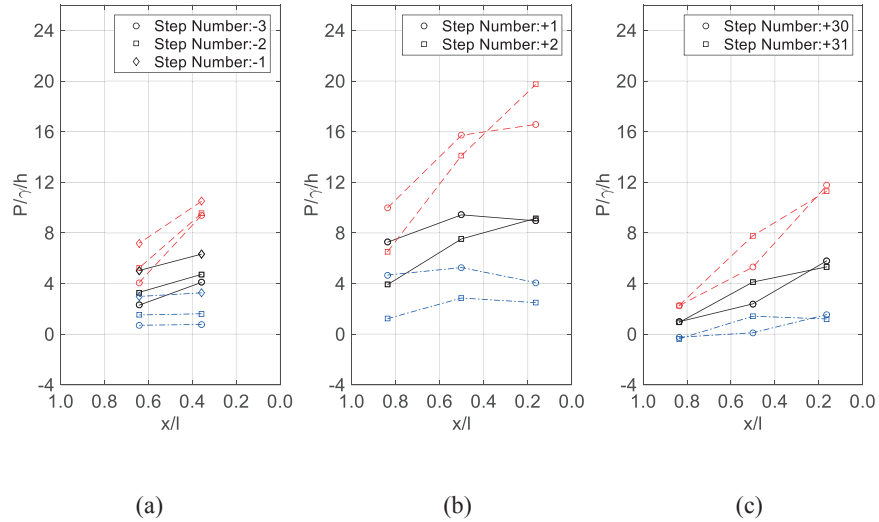 24
20
16
12
8
4
0
-4
P/γ/h
1.0 0.8 0.6 0.4 0.2 0.0
x/l
Step Number:-3
Step Number:-2
Step Number:-1
(a)
24
20
16
12
8
4
0
-4
P/γ/h
1.0 0.8 0.6 0.4 0.2 0.0
x/l
Step Number:+1
Step Number:+2
(b)
24
20
16
12
8
4
0
-4
P/γ/h
1.0 0.8 0.6 0.4 0.2 0.0
x/l
Step Number:+30
Step Number:+31
(c)